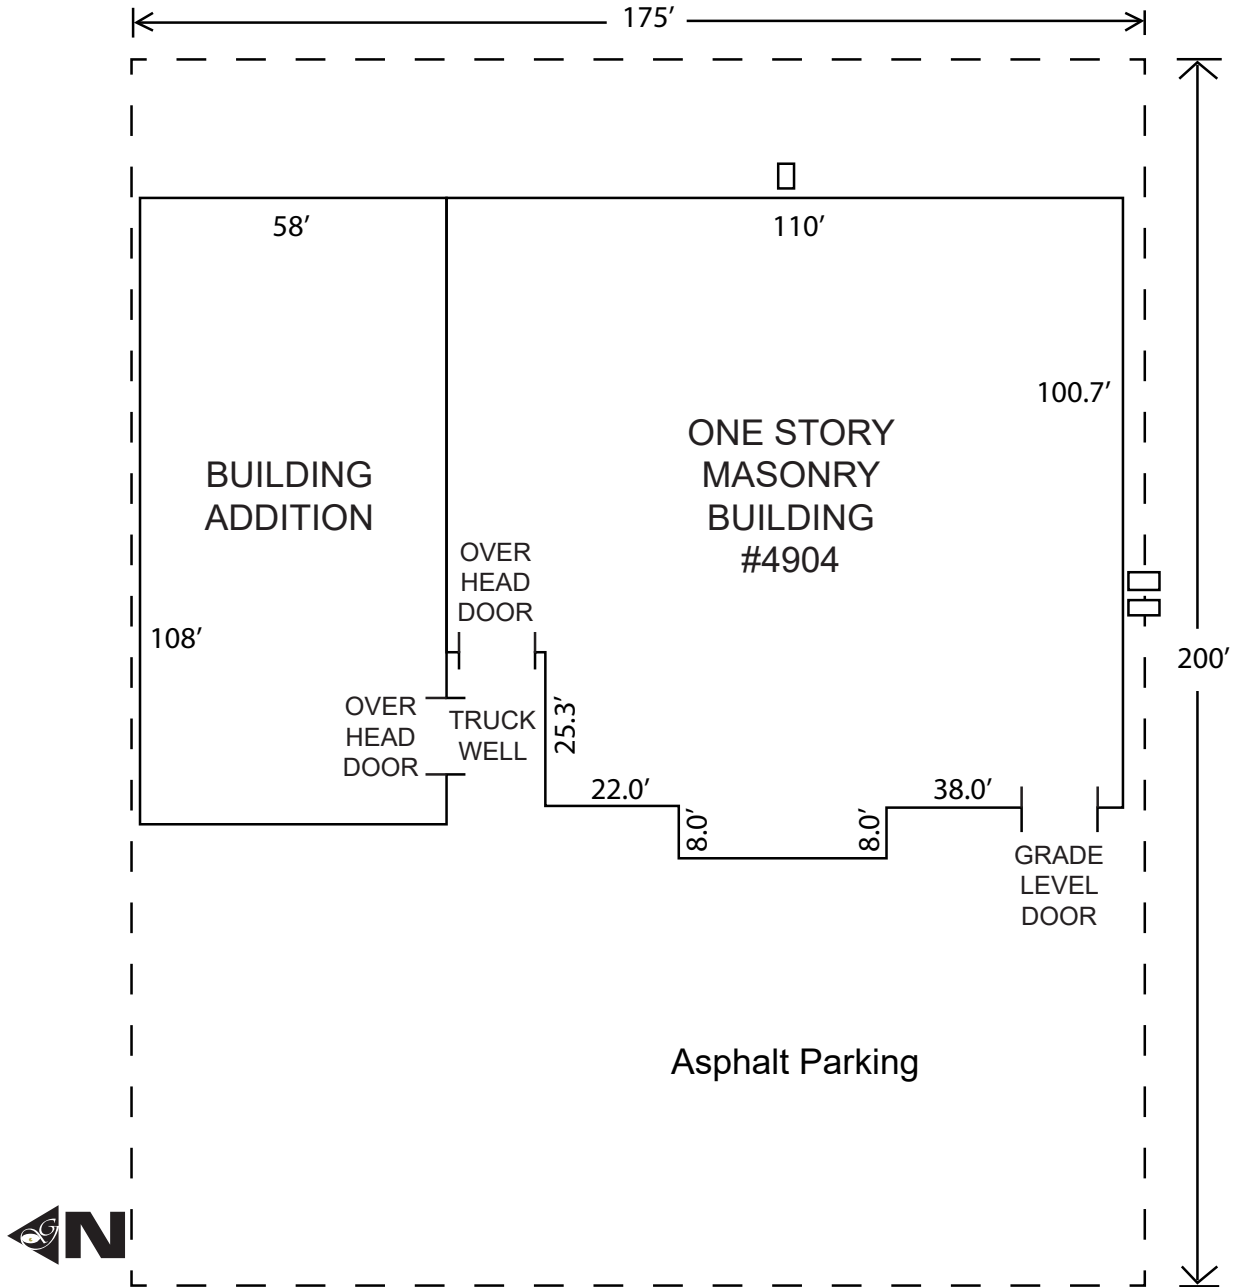 175′
58′
110′
100.7′
ONE STORY
MASONRY
BUILDING
#4904
BUILDING
ADDITION
OVER
HEAD
DOOR
108′
200′
OVER
HEAD
DOOR
TRUCK
WELL
25.3′
22.0′
38.0′
8.0′
8.0′
GRADE
LEVEL
DOOR
Asphalt Parking
N